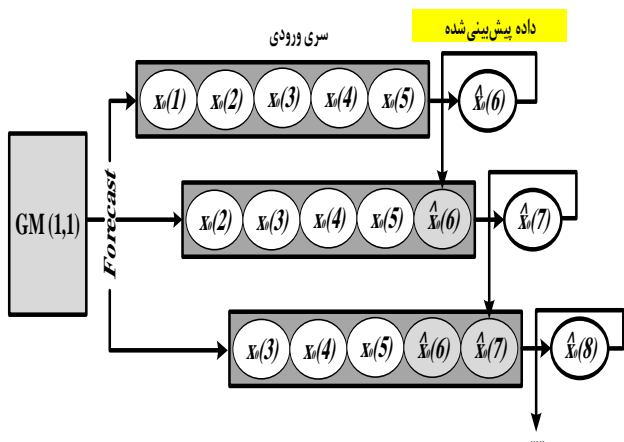 داده پیش‌بینی‌شده
سری ورودی
x₀(1) x₀(2) x₀(3) x₀(4) x₀(5) x̂₀(6)
GM (1,1)
Forecast
x₀(2) x₀(3) x₀(4) x₀(5) x̂₀(6) x̂₀(7)
x₀(3) x₀(4) x₀(5) x̂₀(6) x̂₀(7) x̂₀(8)
...